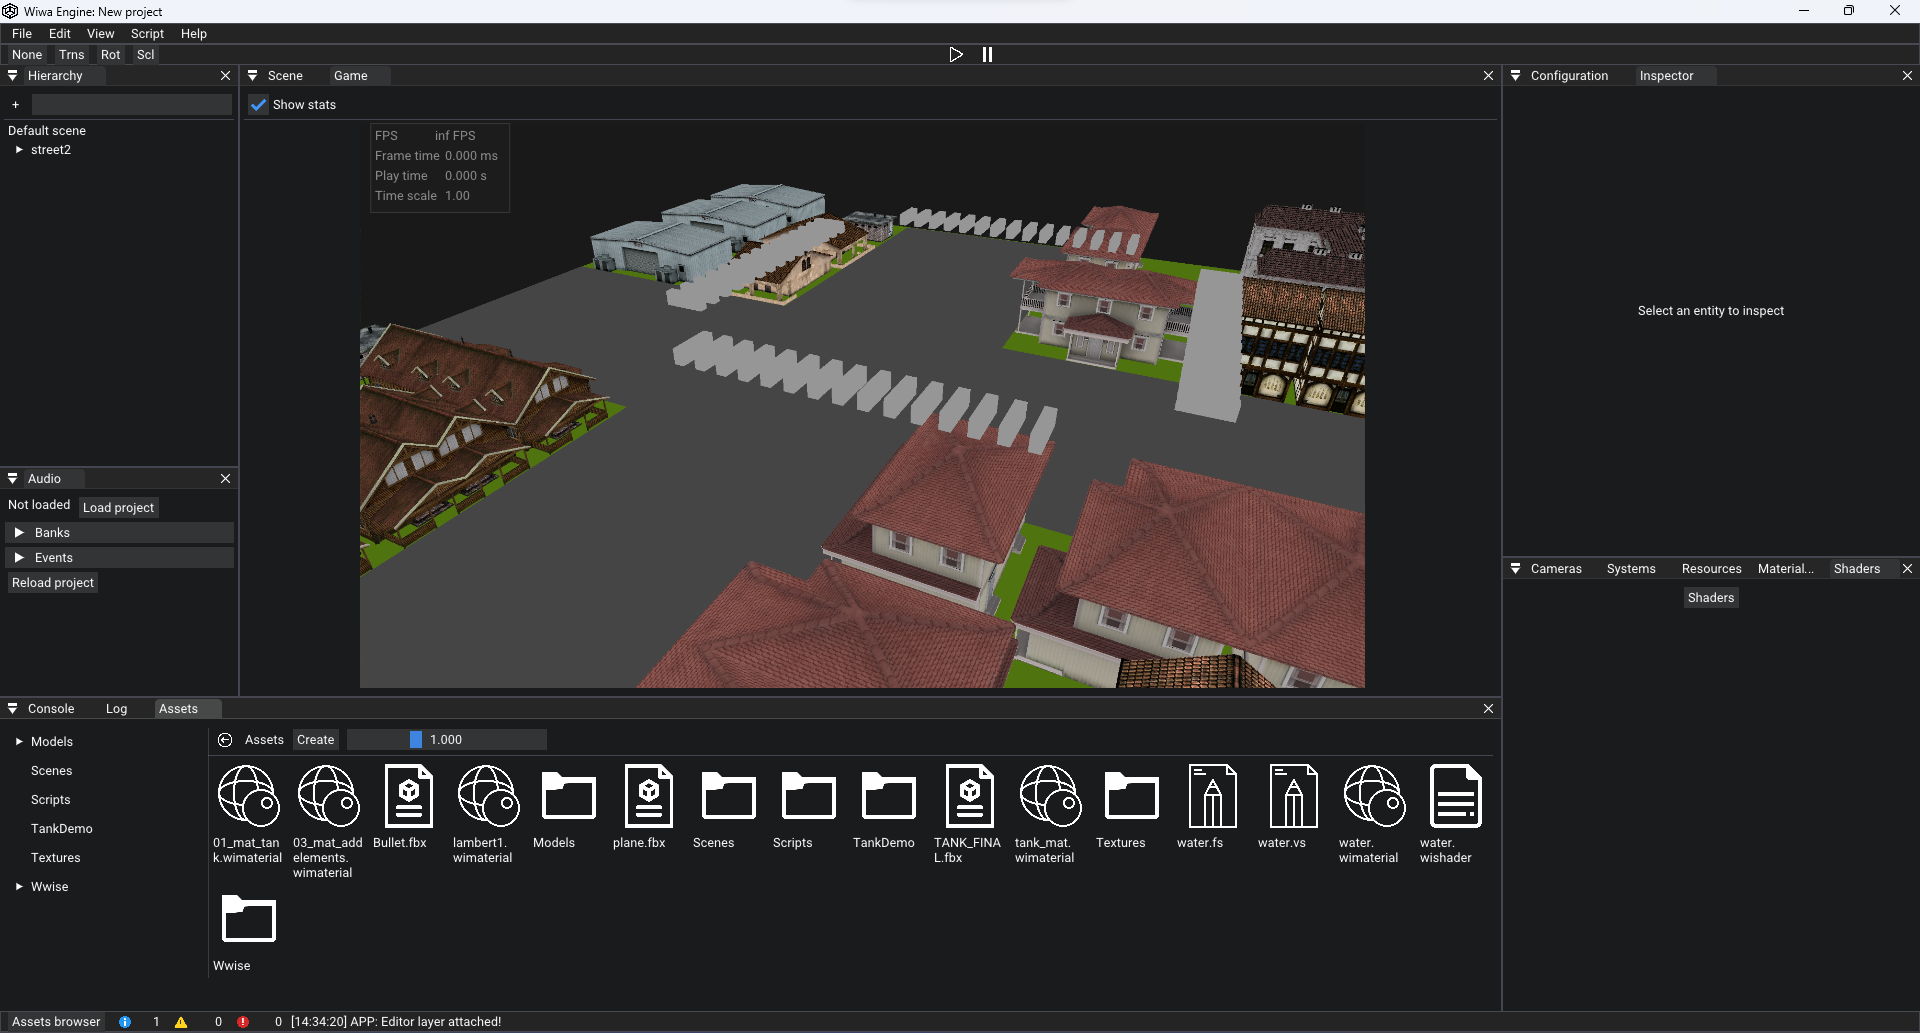 Wiwa Engine: New project
File Edit View Script Help
None Trns Rot Scl
Hierarchy
+
Default scene
street2
Scene Game
Show stats
FPS inf FPS
Frame time 0.000 ms
Play time 0.000 s
Time scale 1.00
Configuration Inspector
Select an entity to inspect
Audio
Not loaded Load project
Banks
Events
Reload project
Cameras Systems Resources Material... Shaders
Shaders
Console Log Assets
Models
Scenes
Scripts
TankDemo
Textures
Wwise
Assets Create 1.000
01_mat_tan
k.wimaterial
03_mat_add
elements.
wimaterial
Bullet.fbx
lambert1.
wimaterial
Models
plane.fbx
Scenes
Scripts
TankDemo
TANK_FINA
L.fbx
tank_mat.
wimaterial
Textures
water.fs
water.vs
water.
wimaterial
water.
wishader
Wwise
Assets browser 1 0 0 [14:34:20] APP: Editor layer attached!